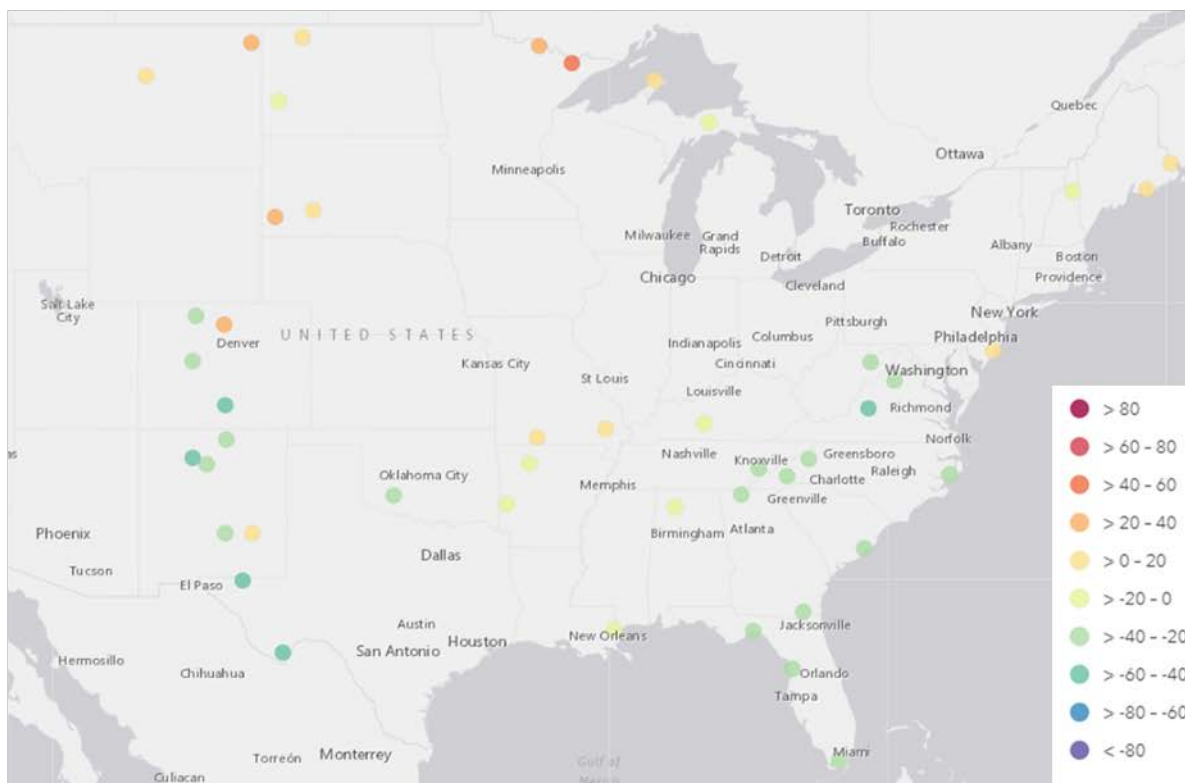 Quebec
Ottawa
Minneapolis
Toronto
Rochester
Milwaukee
Grand
Rapids
Buffalo
Albany
Detroit
Boston
Chicago
Cleveland
Providence
Salt Lake
City
New York
UNITED STATES
Pittsburgh
Denver
Indianapolis
Columbus
Philadelphia
Kansas City
Cincinnati
St Louis
Washington
Louisville
Richmond
Norfolk
Nashville
Knoxville
Greensboro
Oklahoma City
Raleigh
Charlotte
Memphis
Greenville
Phoenix
Birmingham
Atlanta
Dallas
Tucson
El Paso
Austin
Jacksonville
New Orleans
Houston
San Antonio
Hermosillo
Chihuahua
Orlando
Tampa
Torreón
Monterrey
Miami
Gulf of
Mexico
Culiacan
> 80
> 60 - 80
> 40 - 60
> 20 - 40
> 0 - 20
> -20 - 0
> -40 - -20
> -60 - -40
> -80 - -60
< -80